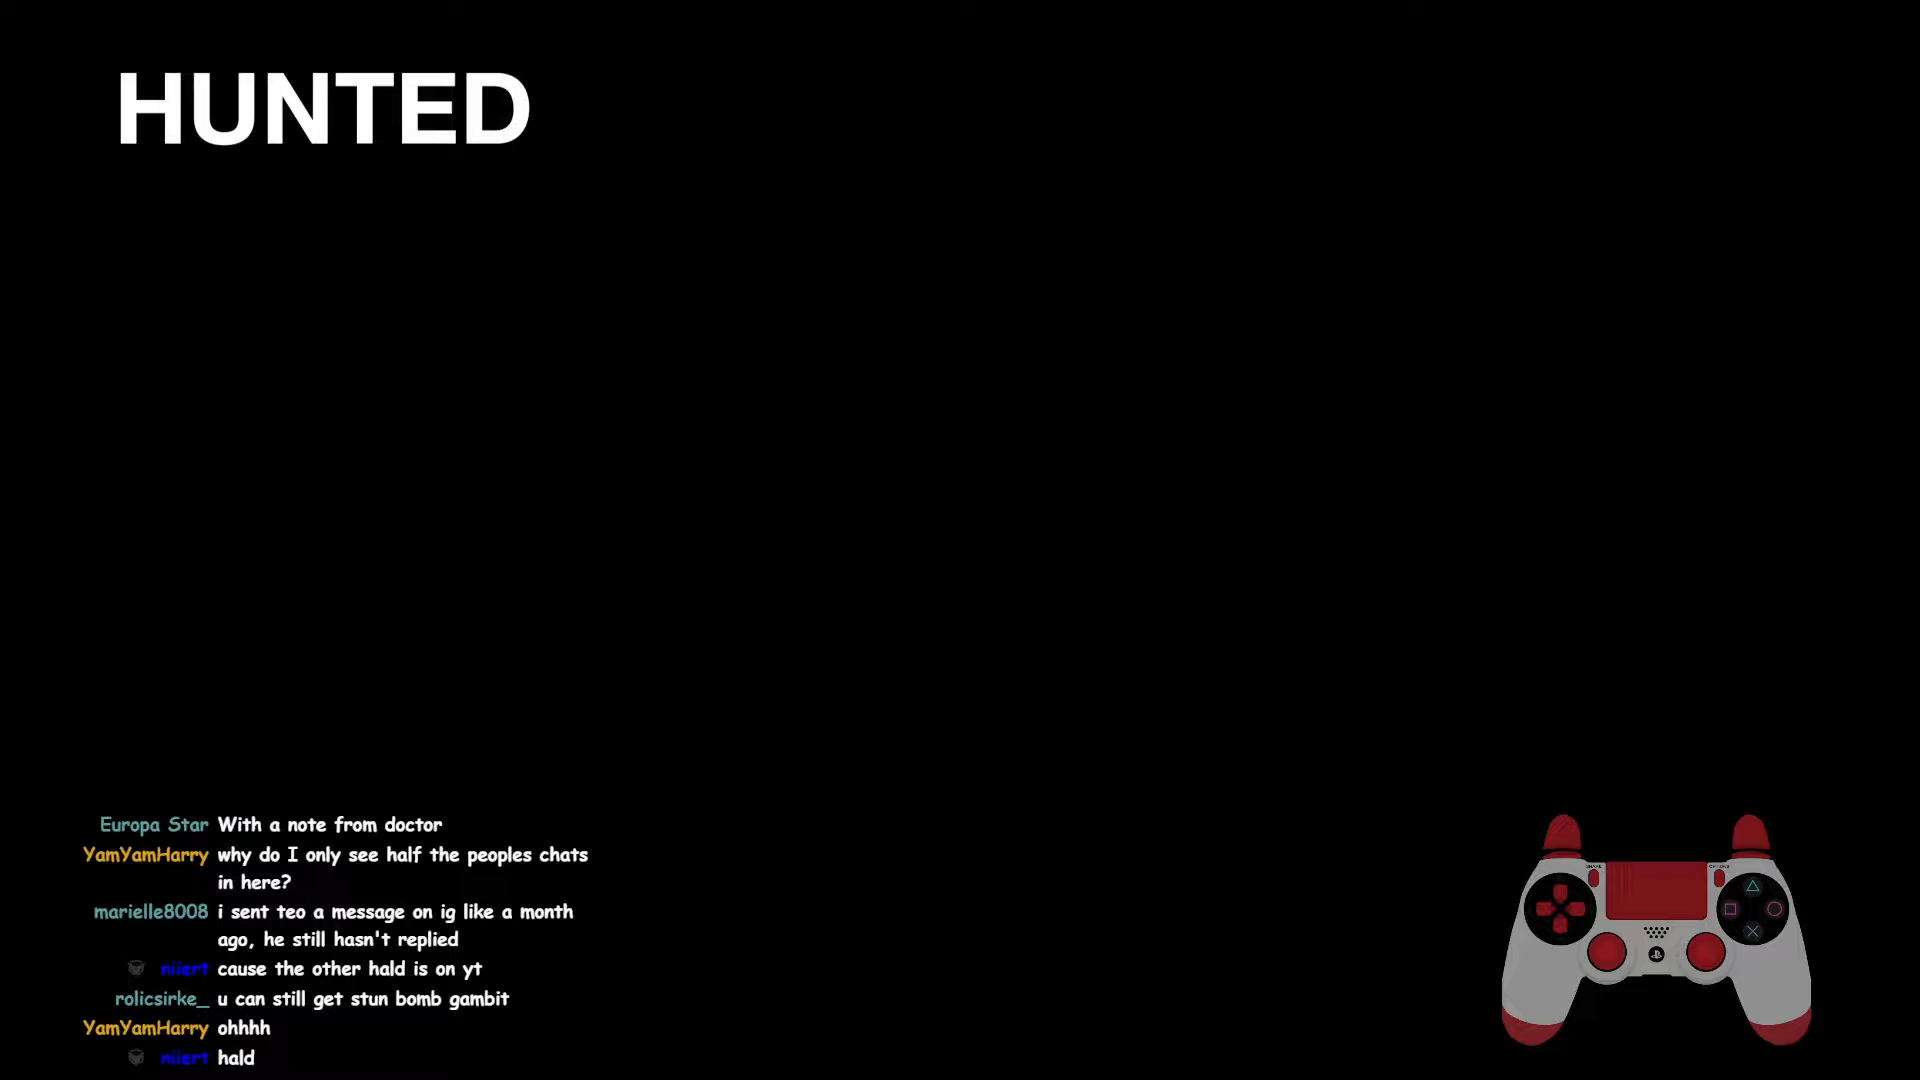 HUNTED
Europa Star With a note from doctor
YamYamHarry why do I only see half the peoples chats
in here?
marielle8008 i sent teo a message on ig like a month
ago, he still hasn't replied
niiert cause the other hald is on yt
rolicsirke_ u can still get stun bomb gambit
YamYamHarry ohhhh
niiert hald
SHARE
OPTIONS